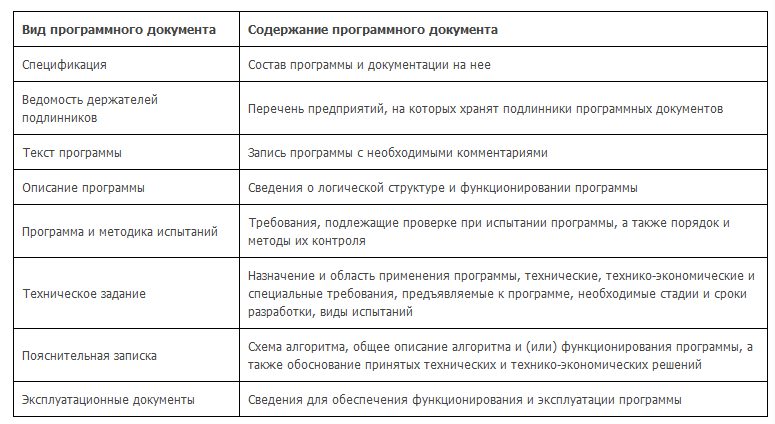 Вид программного документа
Содержание программного документа
Спецификация
Состав программы и документации на нее
Ведомость держателей
подлинников
Перечень предприятий, на которых хранят подлинники программных документов
Текст программы
Запись программы с необходимыми комментариями
Описание программы
Сведения о логической структуре и функционировании программы
Программа и методика испытаний
Требования, подлежащие проверке при испытании программы, а также порядок и
методы их контроля
Техническое задание
Назначение и область применения программы, технические, технико-экономические и
специальные требования, предъявляемые к программе, необходимые стадии и сроки
разработки, виды испытаний
Пояснительная записка
Схема алгоритма, общее описание алгоритма и (или) функционирования программы, а
также обоснование принятых технических и технико-экономических решений
Эксплуатационные документы
Сведения для обеспечения функционирования и эксплуатации программы